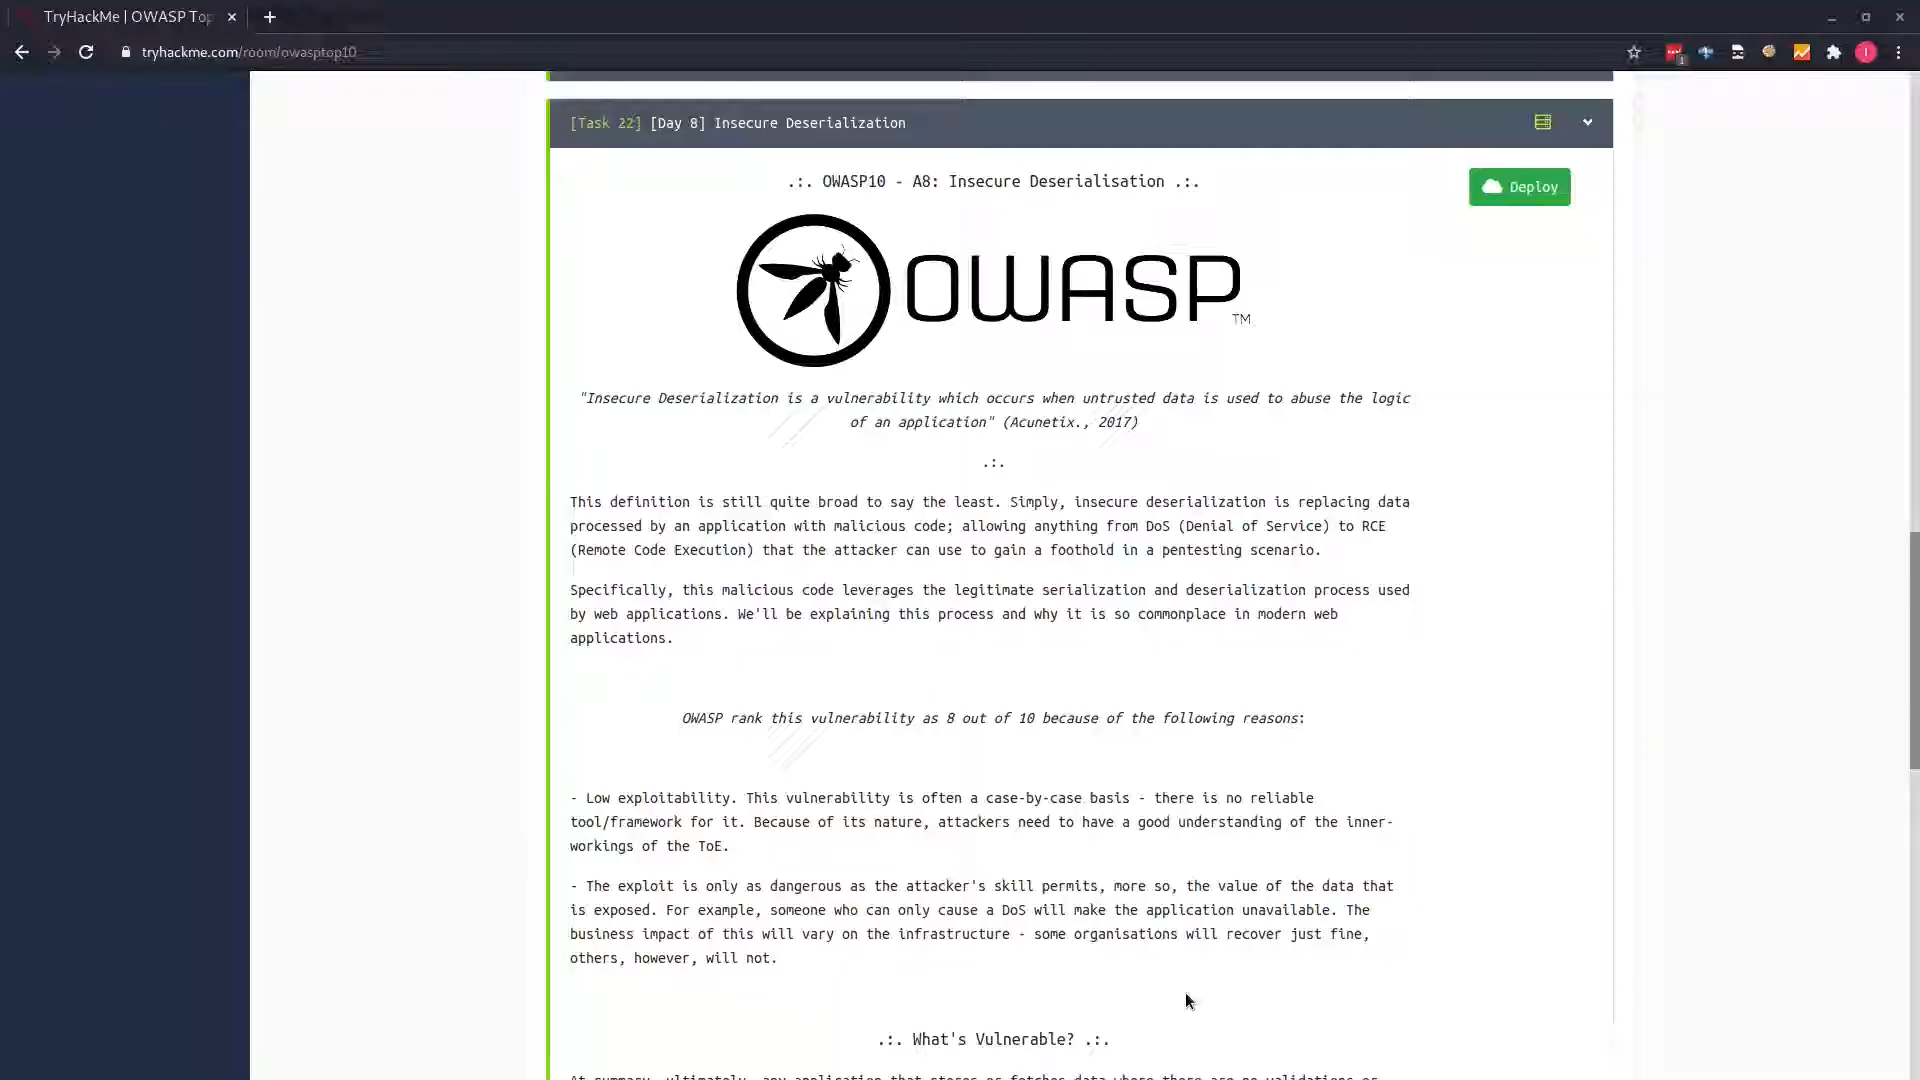 TryHackMe | OWASP Top
tryhackme.com/room/owasptop10
1
I
[Task 22] [Day 8] Insecure Deserialization
.:. OWASP10 - A8: Insecure Deserialisation .:.
Deploy
OWASP
TM
"Insecure Deserialization is a vulnerability which occurs when untrusted data is used to abuse the logic
of an application" (Acunetix., 2017)
.:.
This definition is still quite broad to say the least. Simply, insecure deserialization is replacing data
processed by an application with malicious code; allowing anything from DoS (Denial of Service) to RCE
(Remote Code Execution) that the attacker can use to gain a foothold in a pentesting scenario.
Specifically, this malicious code leverages the legitimate serialization and deserialization process used
by web applications. We'll be explaining this process and why it is so commonplace in modern web
applications.
OWASP rank this vulnerability as 8 out of 10 because of the following reasons:
- Low exploitability. This vulnerability is often a case-by-case basis - there is no reliable
tool/framework for it. Because of its nature, attackers need to have a good understanding of the inner-
workings of the ToE.
- The exploit is only as dangerous as the attacker's skill permits, more so, the value of the data that
is exposed. For example, someone who can only cause a DoS will make the application unavailable. The
business impact of this will vary on the infrastructure - some organisations will recover just fine,
others, however, will not.
.:. What's Vulnerable? .:.